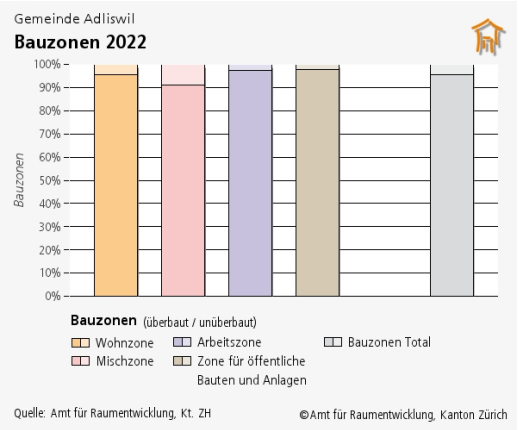 Gemeinde Adliswil
Bauzonen 2022
100%
90%
80%
70%
60%
50%
40%
30%
20%
10%
0%
Bauzonen
Bauzonen (überbaut / unüberbaut)
Wohnzone Arbeitszone Bauzonen Total
Mischzone Zone für öffentliche
Bauten und Anlagen
Quelle: Amt für Raumentwicklung, Kt. ZH ©Amt für Raumentwicklung, Kanton Zürich